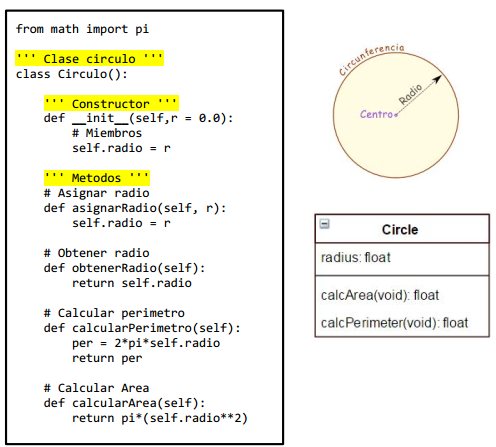 from math import pi
''' Clase circulo '''
class Circulo():
''' Constructor '''
def __init__(self,r = 0.0):
# Miembros
self.radio = r
''' Metodos '''
# Asignar radio
def asignarRadio(self, r):
self.radio = r
# Obtener radio
def obtenerRadio(self):
return self.radio
# Calcular perimetro
def calcularPerimetro(self):
per = 2*pi*self.radio
return per
# Calcular Area
def calcularArea(self):
return pi*(self.radio**2)
Circunferencia
Radio
Centro
Circle
radius: float
calcArea(void): float
calcPerimeter(void): float